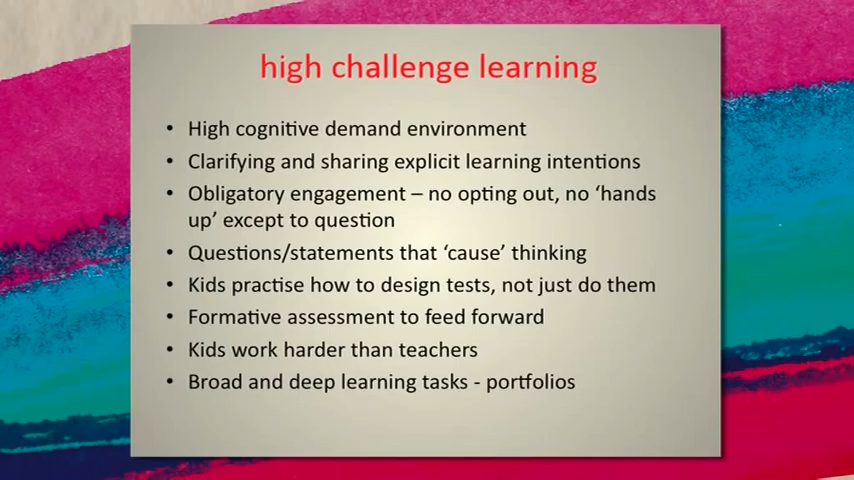 high challenge learning
• High cognitive demand environment
• Clarifying and sharing explicit learning intentions
• Obligatory engagement – no opting out, no ‘hands
up’ except to question
• Questions/statements that ‘cause’ thinking
• Kids practise how to design tests, not just do them
• Formative assessment to feed forward
• Kids work harder than teachers
• Broad and deep learning tasks - portfolios